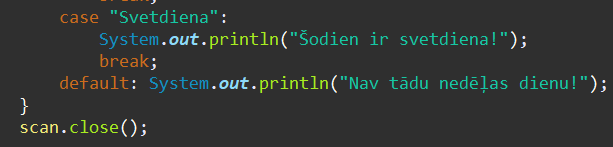 break;
case "Svetdiena":
System.out.println("Šodien ir svetdiena!");
break;
default: System.out.println("Nav tādu nedēļas dienu!");
}
scan.close();